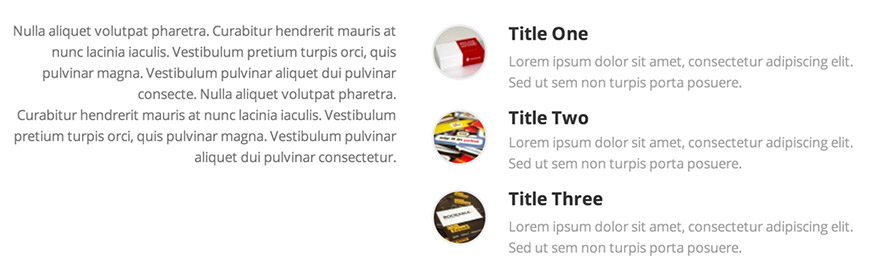 Nulla aliquet volutpat pharetra. Curabitur hendrerit mauris at
nunc lacinia iaculis. Vestibulum pretium turpis orci, quis
pulvinar magna. Vestibulum pulvinar aliquet dui pulvinar
consecte. Nulla aliquet volutpat pharetra.
Curabitur hendrerit mauris at nunc lacinia iaculis. Vestibulum
pretium turpis orci, quis pulvinar magna. Vestibulum pulvinar
aliquet dui pulvinar consectetur.
Title One
Lorem ipsum dolor sit amet, consectetur adipiscing elit.
Sed ut sem non turpis porta posuere.
Title Two
Lorem ipsum dolor sit amet, consectetur adipiscing elit.
Sed ut sem non turpis porta posuere.
Title Three
Lorem ipsum dolor sit amet, consectetur adipiscing elit.
Sed ut sem non turpis porta posuere.